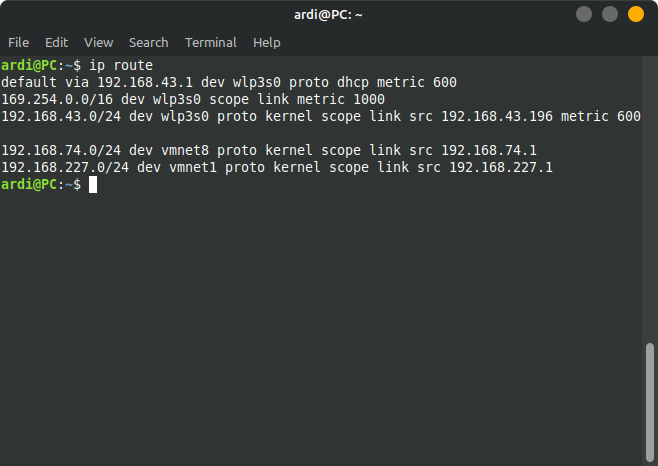 ardi@PC: ~
File Edit View Search Terminal Help
ardi@PC:~$ ip route
default via 192.168.43.1 dev wlp3s0 proto dhcp metric 600
169.254.0.0/16 dev wlp3s0 scope link metric 1000
192.168.43.0/24 dev wlp3s0 proto kernel scope link src 192.168.43.196 metric 600
192.168.74.0/24 dev vmnet8 proto kernel scope link src 192.168.74.1
192.168.227.0/24 dev vmnet1 proto kernel scope link src 192.168.227.1
ardi@PC:~$